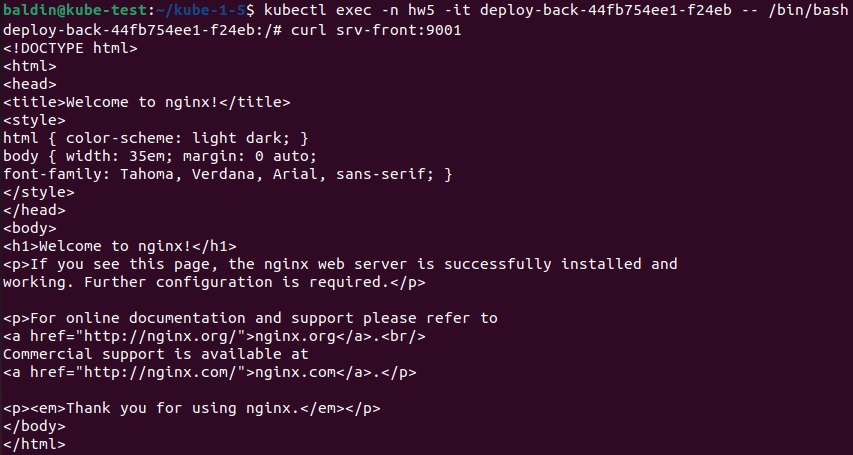 baldin@kube-test:~/kube-1-5$ kubectl exec -n hw5 -it deploy-back-44fb754ee1-f24eb -- /bin/bash
deploy-back-44fb754ee1-f24eb:/# curl srv-front:9001
<!DOCTYPE html>
<html>
<head>
<title>Welcome to nginx!</title>
<style>
html { color-scheme: light dark; }
body { width: 35em; margin: 0 auto;
font-family: Tahoma, Verdana, Arial, sans-serif; }
</style>
</head>
<body>
<h1>Welcome to nginx!</h1>
<p>If you see this page, the nginx web server is successfully installed and
working. Further configuration is required.</p>

<p>For online documentation and support please refer to
<a href="http://nginx.org/">nginx.org</a>.<br/>
Commercial support is available at
<a href="http://nginx.com/">nginx.com</a>.</p>

<p><em>Thank you for using nginx.</em></p>
</body>
</html>